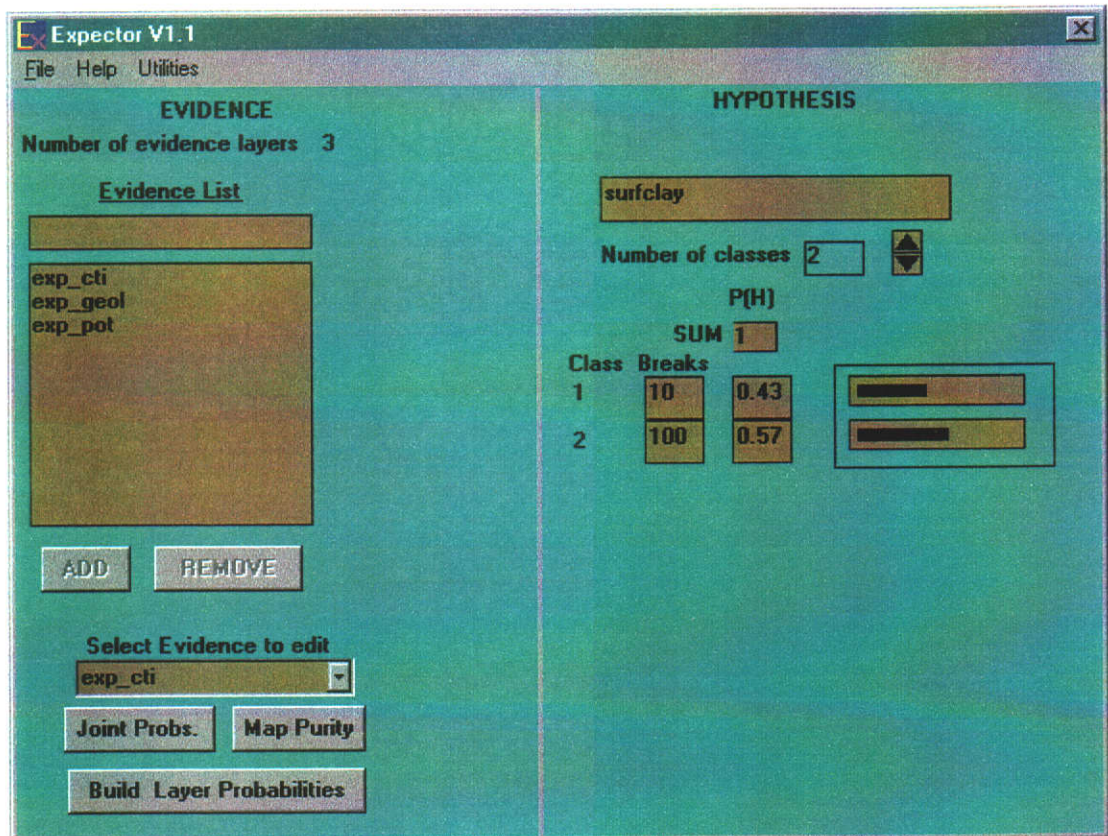 Ex Expector V1.1
File Help Utilities
EVIDENCE
Number of evidence layers 3
Evidence List
exp_cti
exp_geol
exp_pot
ADD REMOVE
Select Evidence to edit
exp_cti
Joint Probs. Map Purity
Build Layer Probabilities
HYPOTHESIS
surfclay
Number of classes 2
P(H)
SUM 1
Class Breaks
1 10 0.43
2 100 0.57